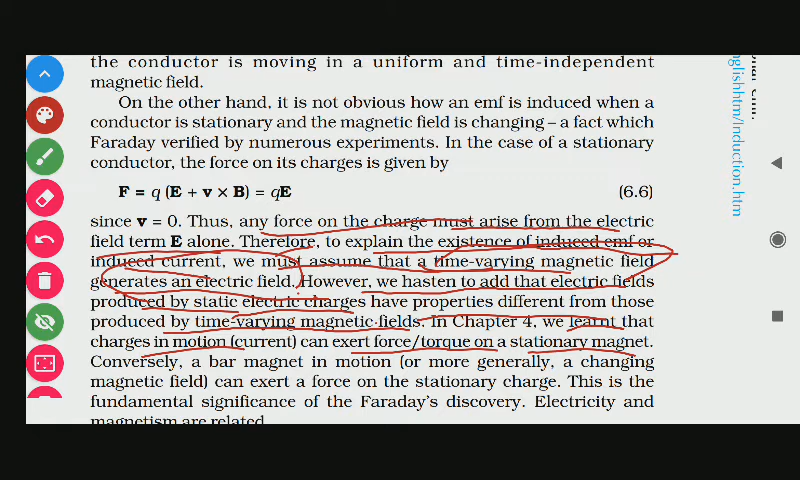 the conductor is moving in a uniform and time-independent
magnetic field.
On the other hand, it is not obvious how an emf is induced when a
conductor is stationary and the magnetic field is changing – a fact which
Faraday verified by numerous experiments. In the case of a stationary
conductor, the force on its charges is given by
F = q (E + v × B) = qE (6.6)
since v = 0. Thus, any force on the charge must arise from the electric
field term E alone. Therefore, to explain the existence of induced emf or
induced current, we must assume that a time-varying magnetic field
generates an electric field. However, we hasten to add that electric fields
produced by static electric charges have properties different from those
produced by time-varying magnetic fields. In Chapter 4, we learnt that
charges in motion (current) can exert force/torque on a stationary magnet.
Conversely, a bar magnet in motion (or more generally, a changing
magnetic field) can exert a force on the stationary charge. This is the
fundamental significance of the Faraday's discovery. Electricity and
magnetism are related.
englishhtm/Induction.htm